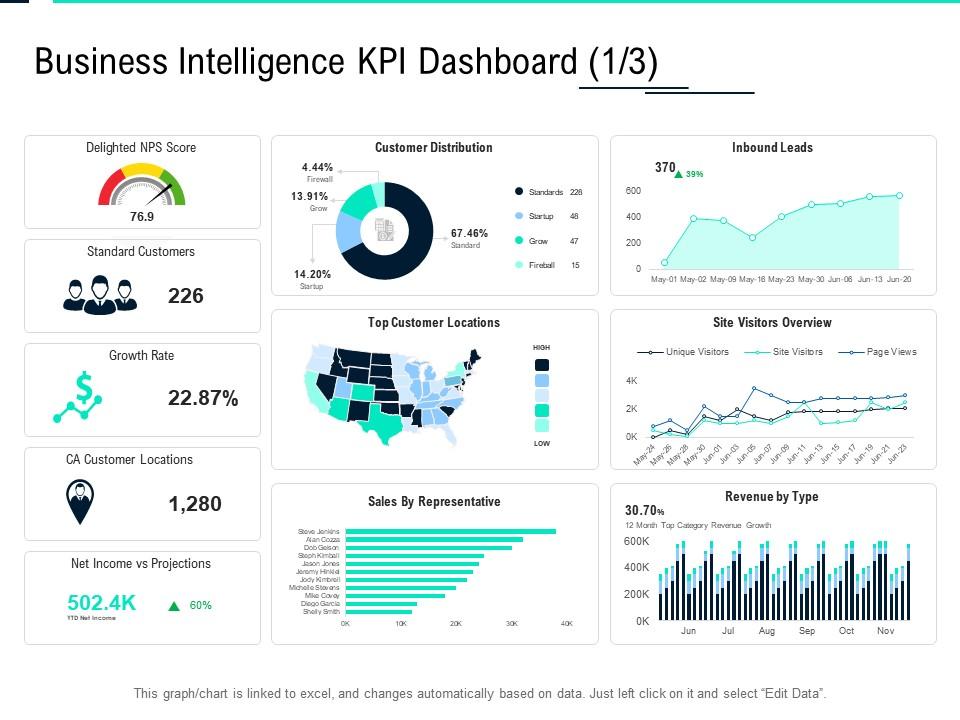 Business Intelligence KPI Dashboard (1/3)
Delighted NPS Score
76.9
Standard Customers
226
Growth Rate
22.87%
CA Customer Locations
1,280
Net Income vs Projections
502.4K
60%
YTD Net Income
Customer Distribution
4.44%
Firewall
13.91%
Grow
14.20%
Startup
67.46%
Standard
Standards 228
Startup 48
Grow 47
Fireball 15
Top Customer Locations
HIGH
LOW
Sales By Representative
Steve Jenkins
Alan Cozza
Dob Gelson
Steph Kimball
Jason Jones
Jeremy Hinklel
Jody Kimbrell
Michelle Stevens
Mike Covey
Diego Garcia
Shelly Smith
0K 10K 20K 30K 40K
Inbound Leads
370 39%
600
400
200
0
May-01 May-02 May-09 May-16 May-23 May-30 Jun-06 Jun-13 Jun-20
Site Visitors Overview
Unique Visitors Site Visitors Page Views
4K
2K
0K
May-24 May-26 May-28 May-30 Jun-01 Jun-03 Jun-05 Jun-07 Jun-09 Jun-11 Jun-13 Jun-15 Jun-17 Jun-19 Jun-21 Jun-23
Revenue by Type
30.70%
12 Month Top Category Revenue Growth
600K
400K
200K
0K
Jun Jul Aug Sep Oct Nov
This graph/chart is linked to excel, and changes automatically based on data. Just left click on it and select “Edit Data”.